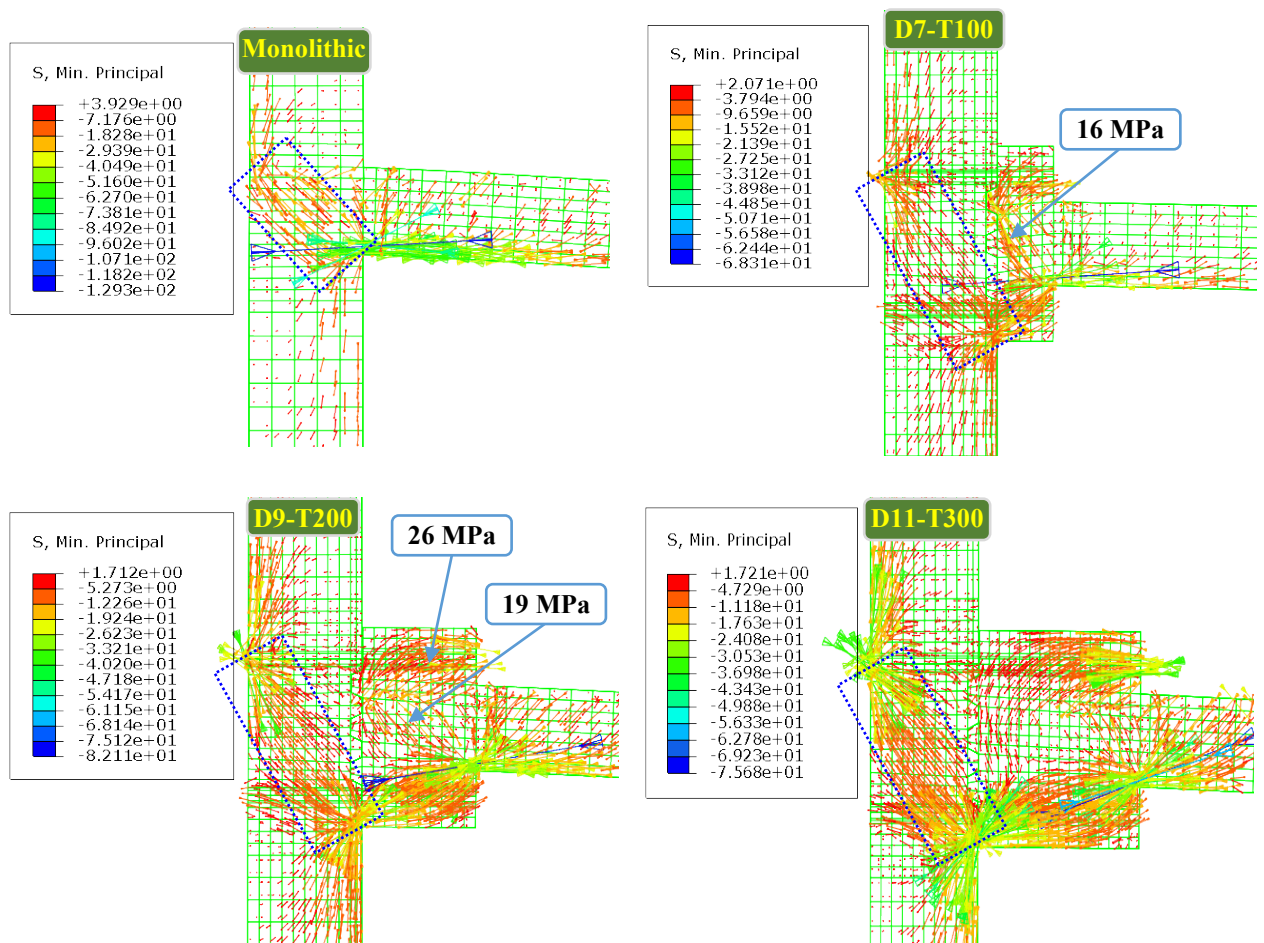 Monolithic
S, Min. Principal
+3.929e+00
-7.176e+00
-1.828e+01
-2.939e+01
-4.049e+01
-5.160e+01
-6.270e+01
-7.381e+01
-8.492e+01
-9.602e+01
-1.071e+02
-1.182e+02
-1.293e+02
D7-T100
S, Min. Principal
+2.071e+00
-3.794e+00
-9.659e+00
-1.552e+01
-2.139e+01
-2.725e+01
-3.312e+01
-3.898e+01
-4.485e+01
-5.071e+01
-5.658e+01
-6.244e+01
-6.831e+01
16 MPa
D9-T200
S, Min. Principal
+1.712e+00
-5.273e+00
-1.226e+01
-1.924e+01
-2.623e+01
-3.321e+01
-4.020e+01
-4.718e+01
-5.417e+01
-6.115e+01
-6.814e+01
-7.512e+01
-8.211e+01
26 MPa
19 MPa
D11-T300
S, Min. Principal
+1.721e+00
-4.729e+00
-1.118e+01
-1.763e+01
-2.408e+01
-3.053e+01
-3.698e+01
-4.343e+01
-4.988e+01
-5.633e+01
-6.278e+01
-6.923e+01
-7.568e+01